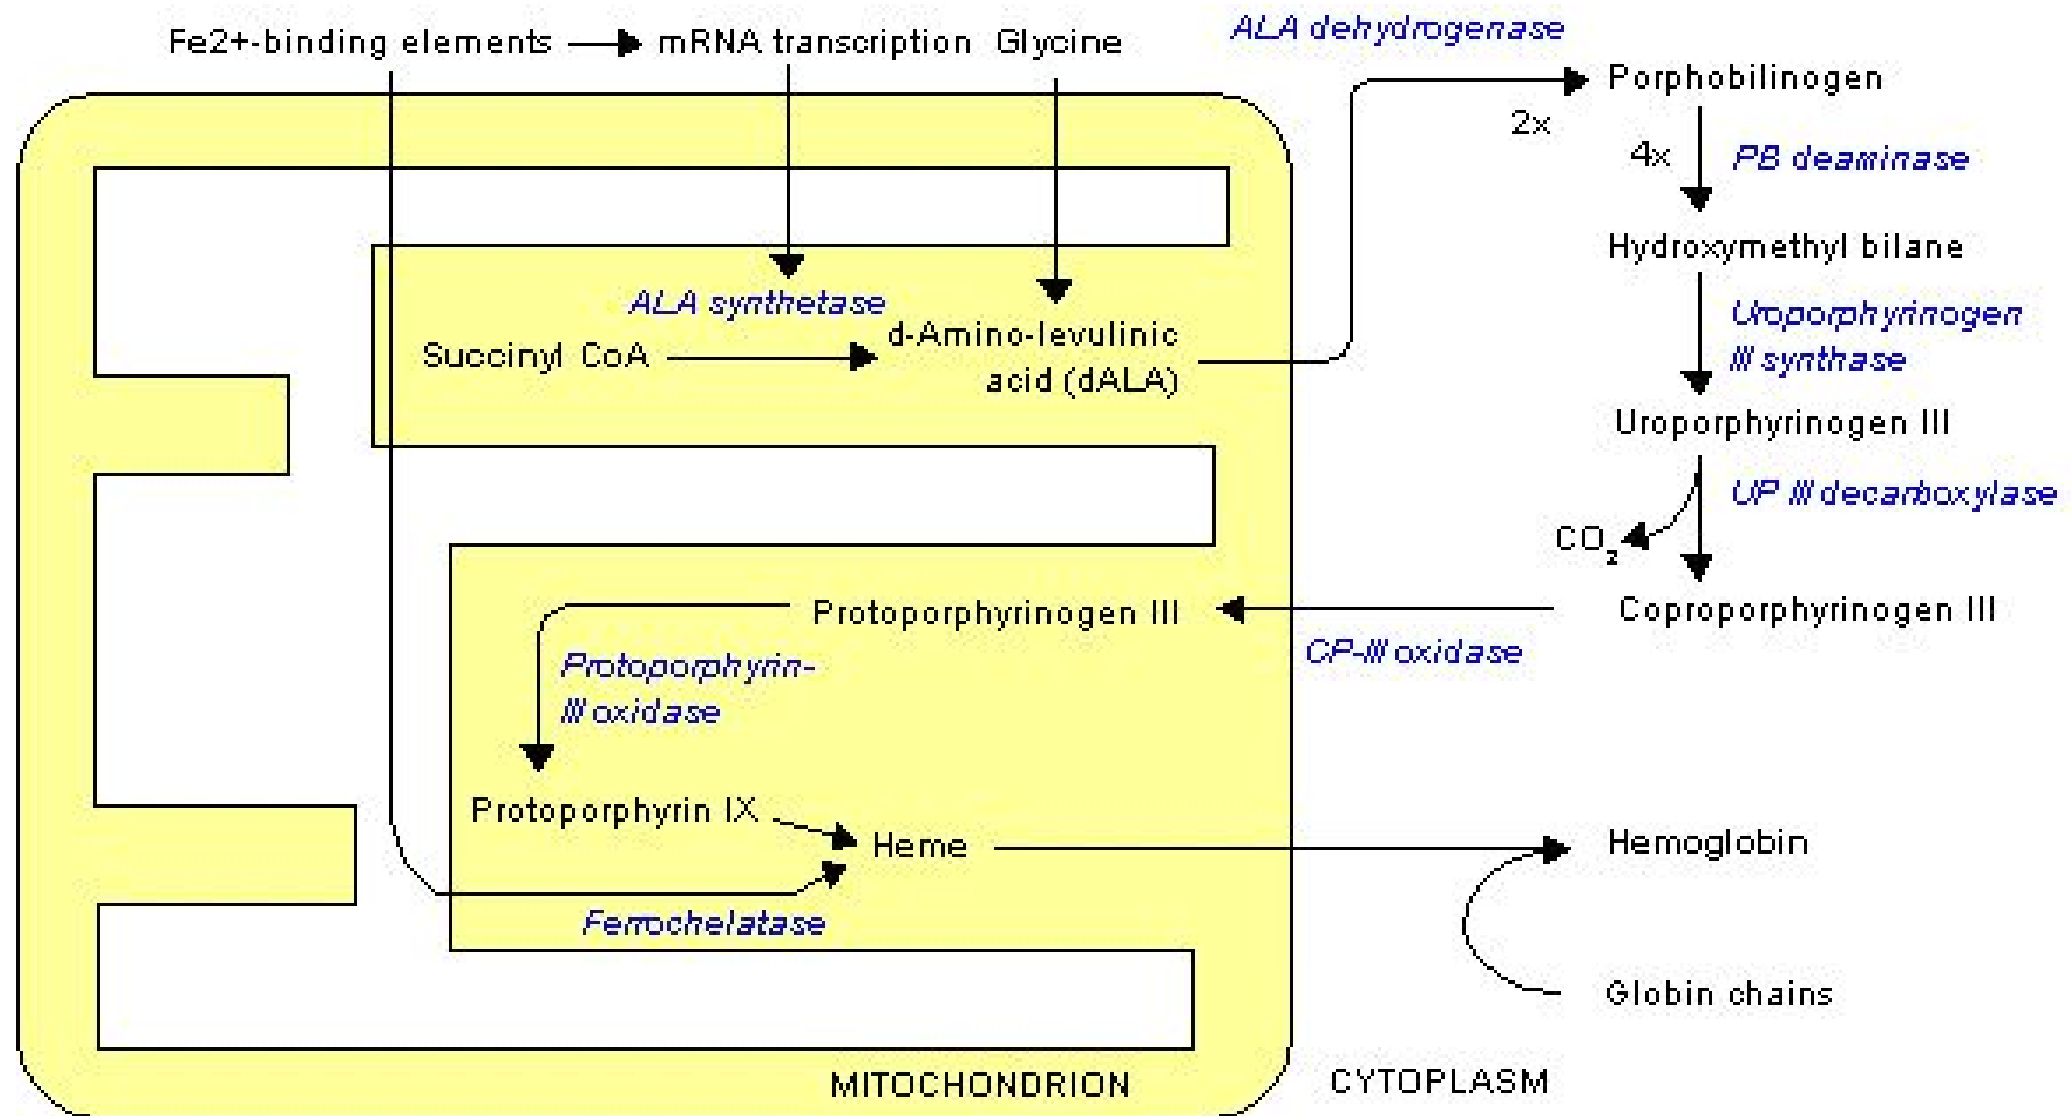 Fe2+-binding elements
mRNA transcription
Glycine
ALA dehydrogenase
Porphobilinogen
2x
4x
PB deaminase
Hydroxymethyl bilane
ALA synthetase
Succinyl CoA
d-Amino-levulinic
acid (dALA)
Uroporphyrinogen
III synthase
Uroporphyrinogen III
UP III decarboxylase
CO2
Coproporphyrinogen III
Protoporphyrinogen III
CP-III oxidase
Protoporphyrin-
III oxidase
Protoporphyrin IX
Heme
Hemoglobin
Ferrochelatase
Globin chains
MITOCHONDRION
CYTOPLASM